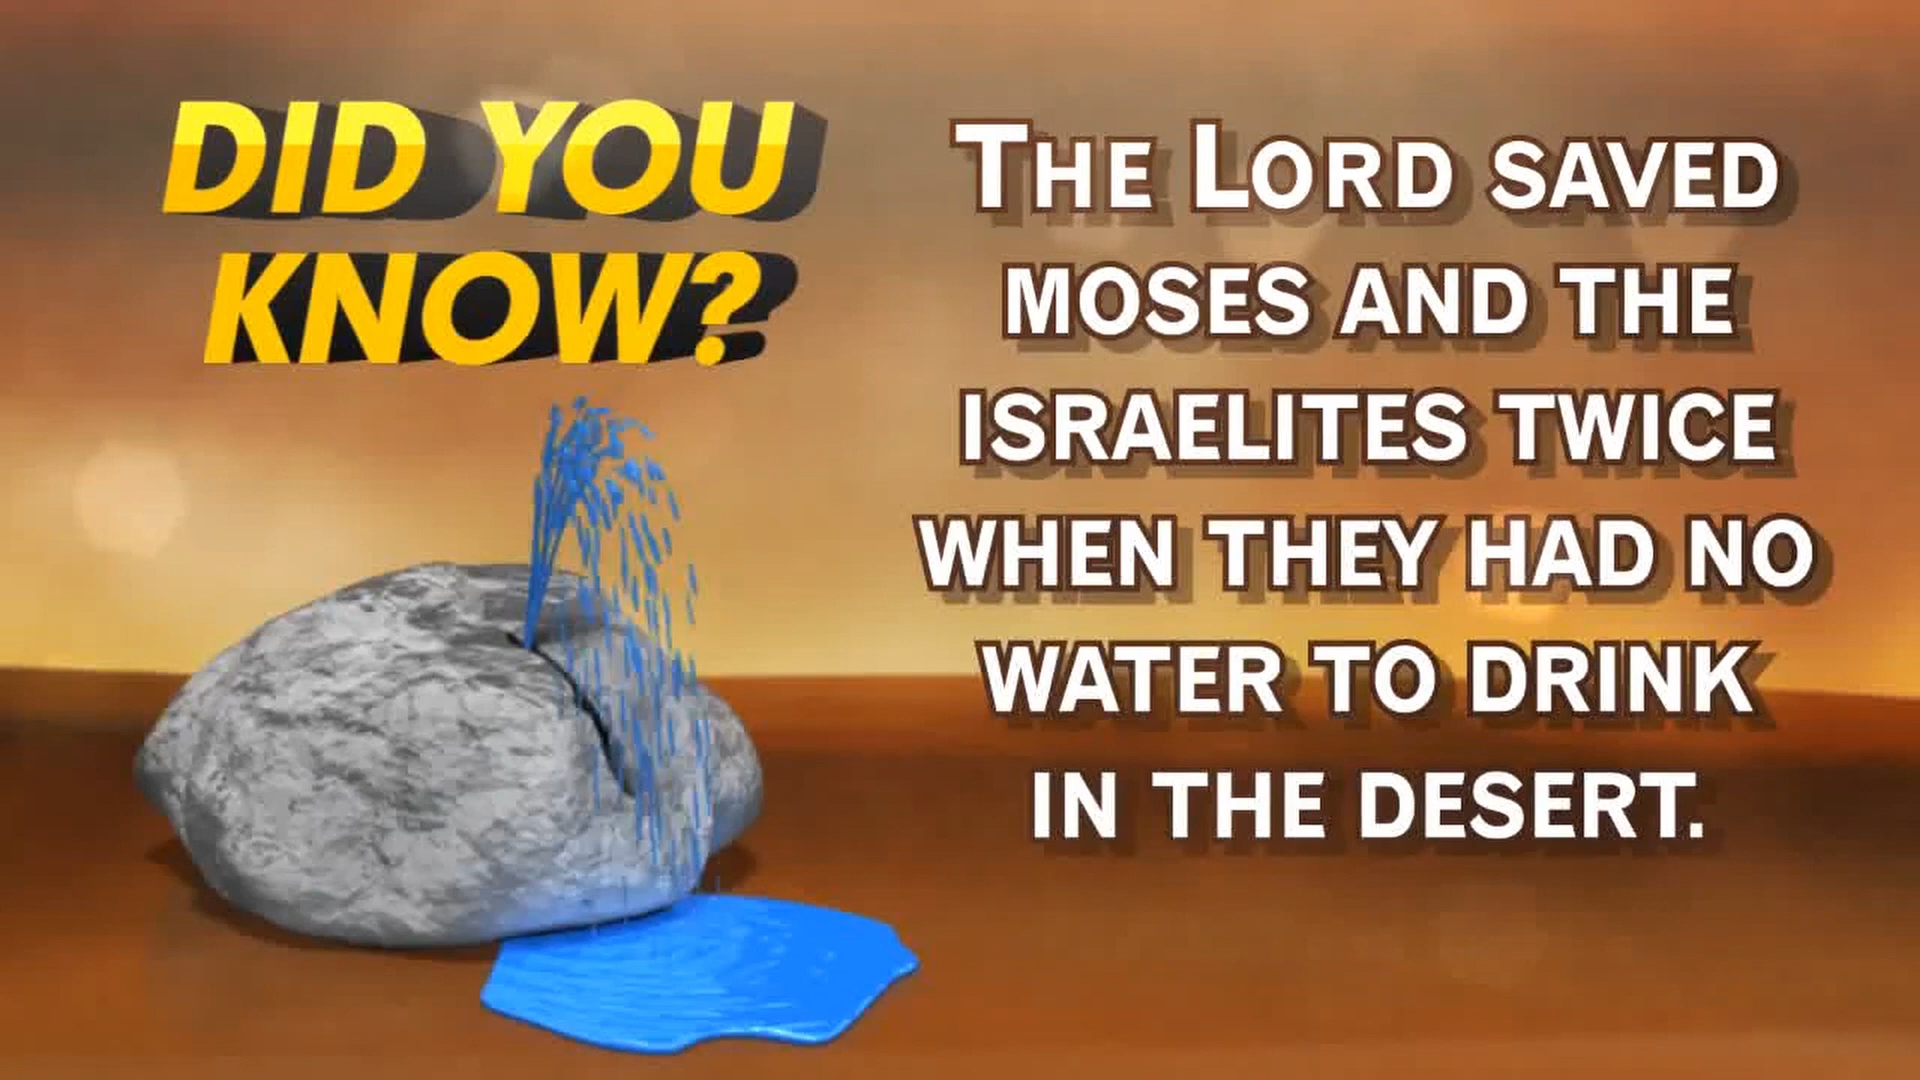 DID YOU
KNOW?
THE LORD SAVED
MOSES AND THE
ISRAELITES TWICE
WHEN THEY HAD NO
WATER TO DRINK
IN THE DESERT.